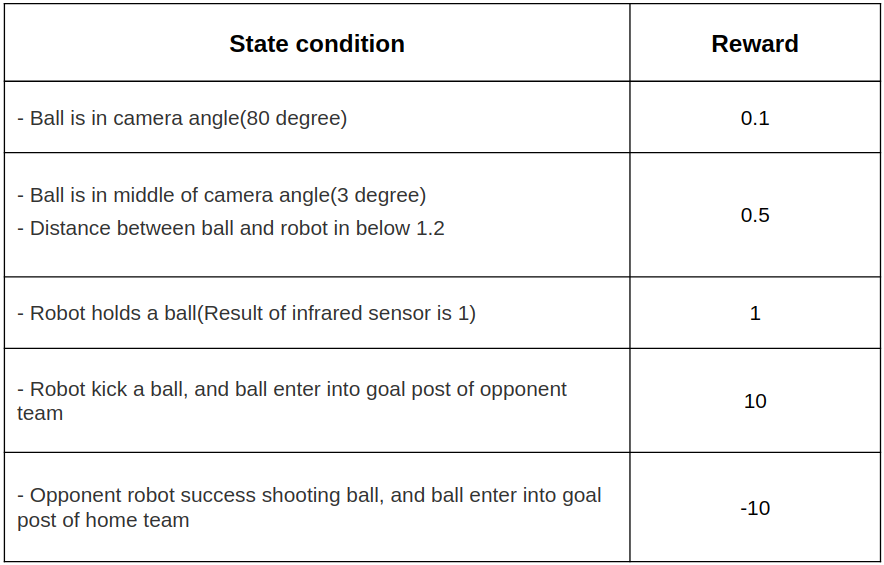 State condition
Reward
- Ball is in camera angle(80 degree)
0.1
- Ball is in middle of camera angle(3 degree)
- Distance between ball and robot in below 1.2
0.5
- Robot holds a ball(Result of infrared sensor is 1)
1
- Robot kick a ball, and ball enter into goal post of opponent
team
10
- Opponent robot success shooting ball, and ball enter into goal
post of home team
-10